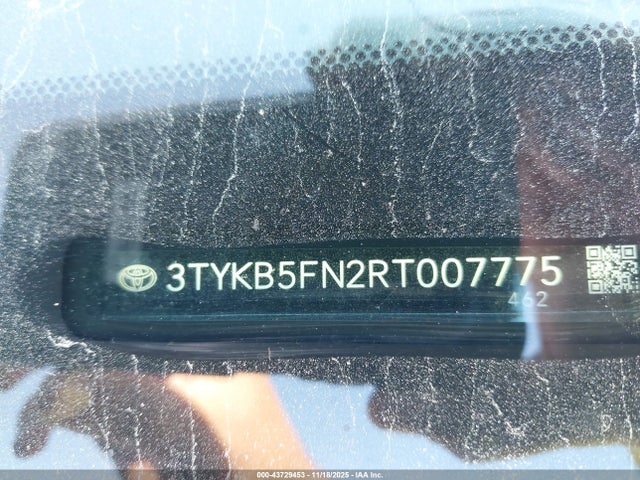 3TYKB5FN2RT007775
462
000-43729453 - 11/18/2025 - IAA Inc.